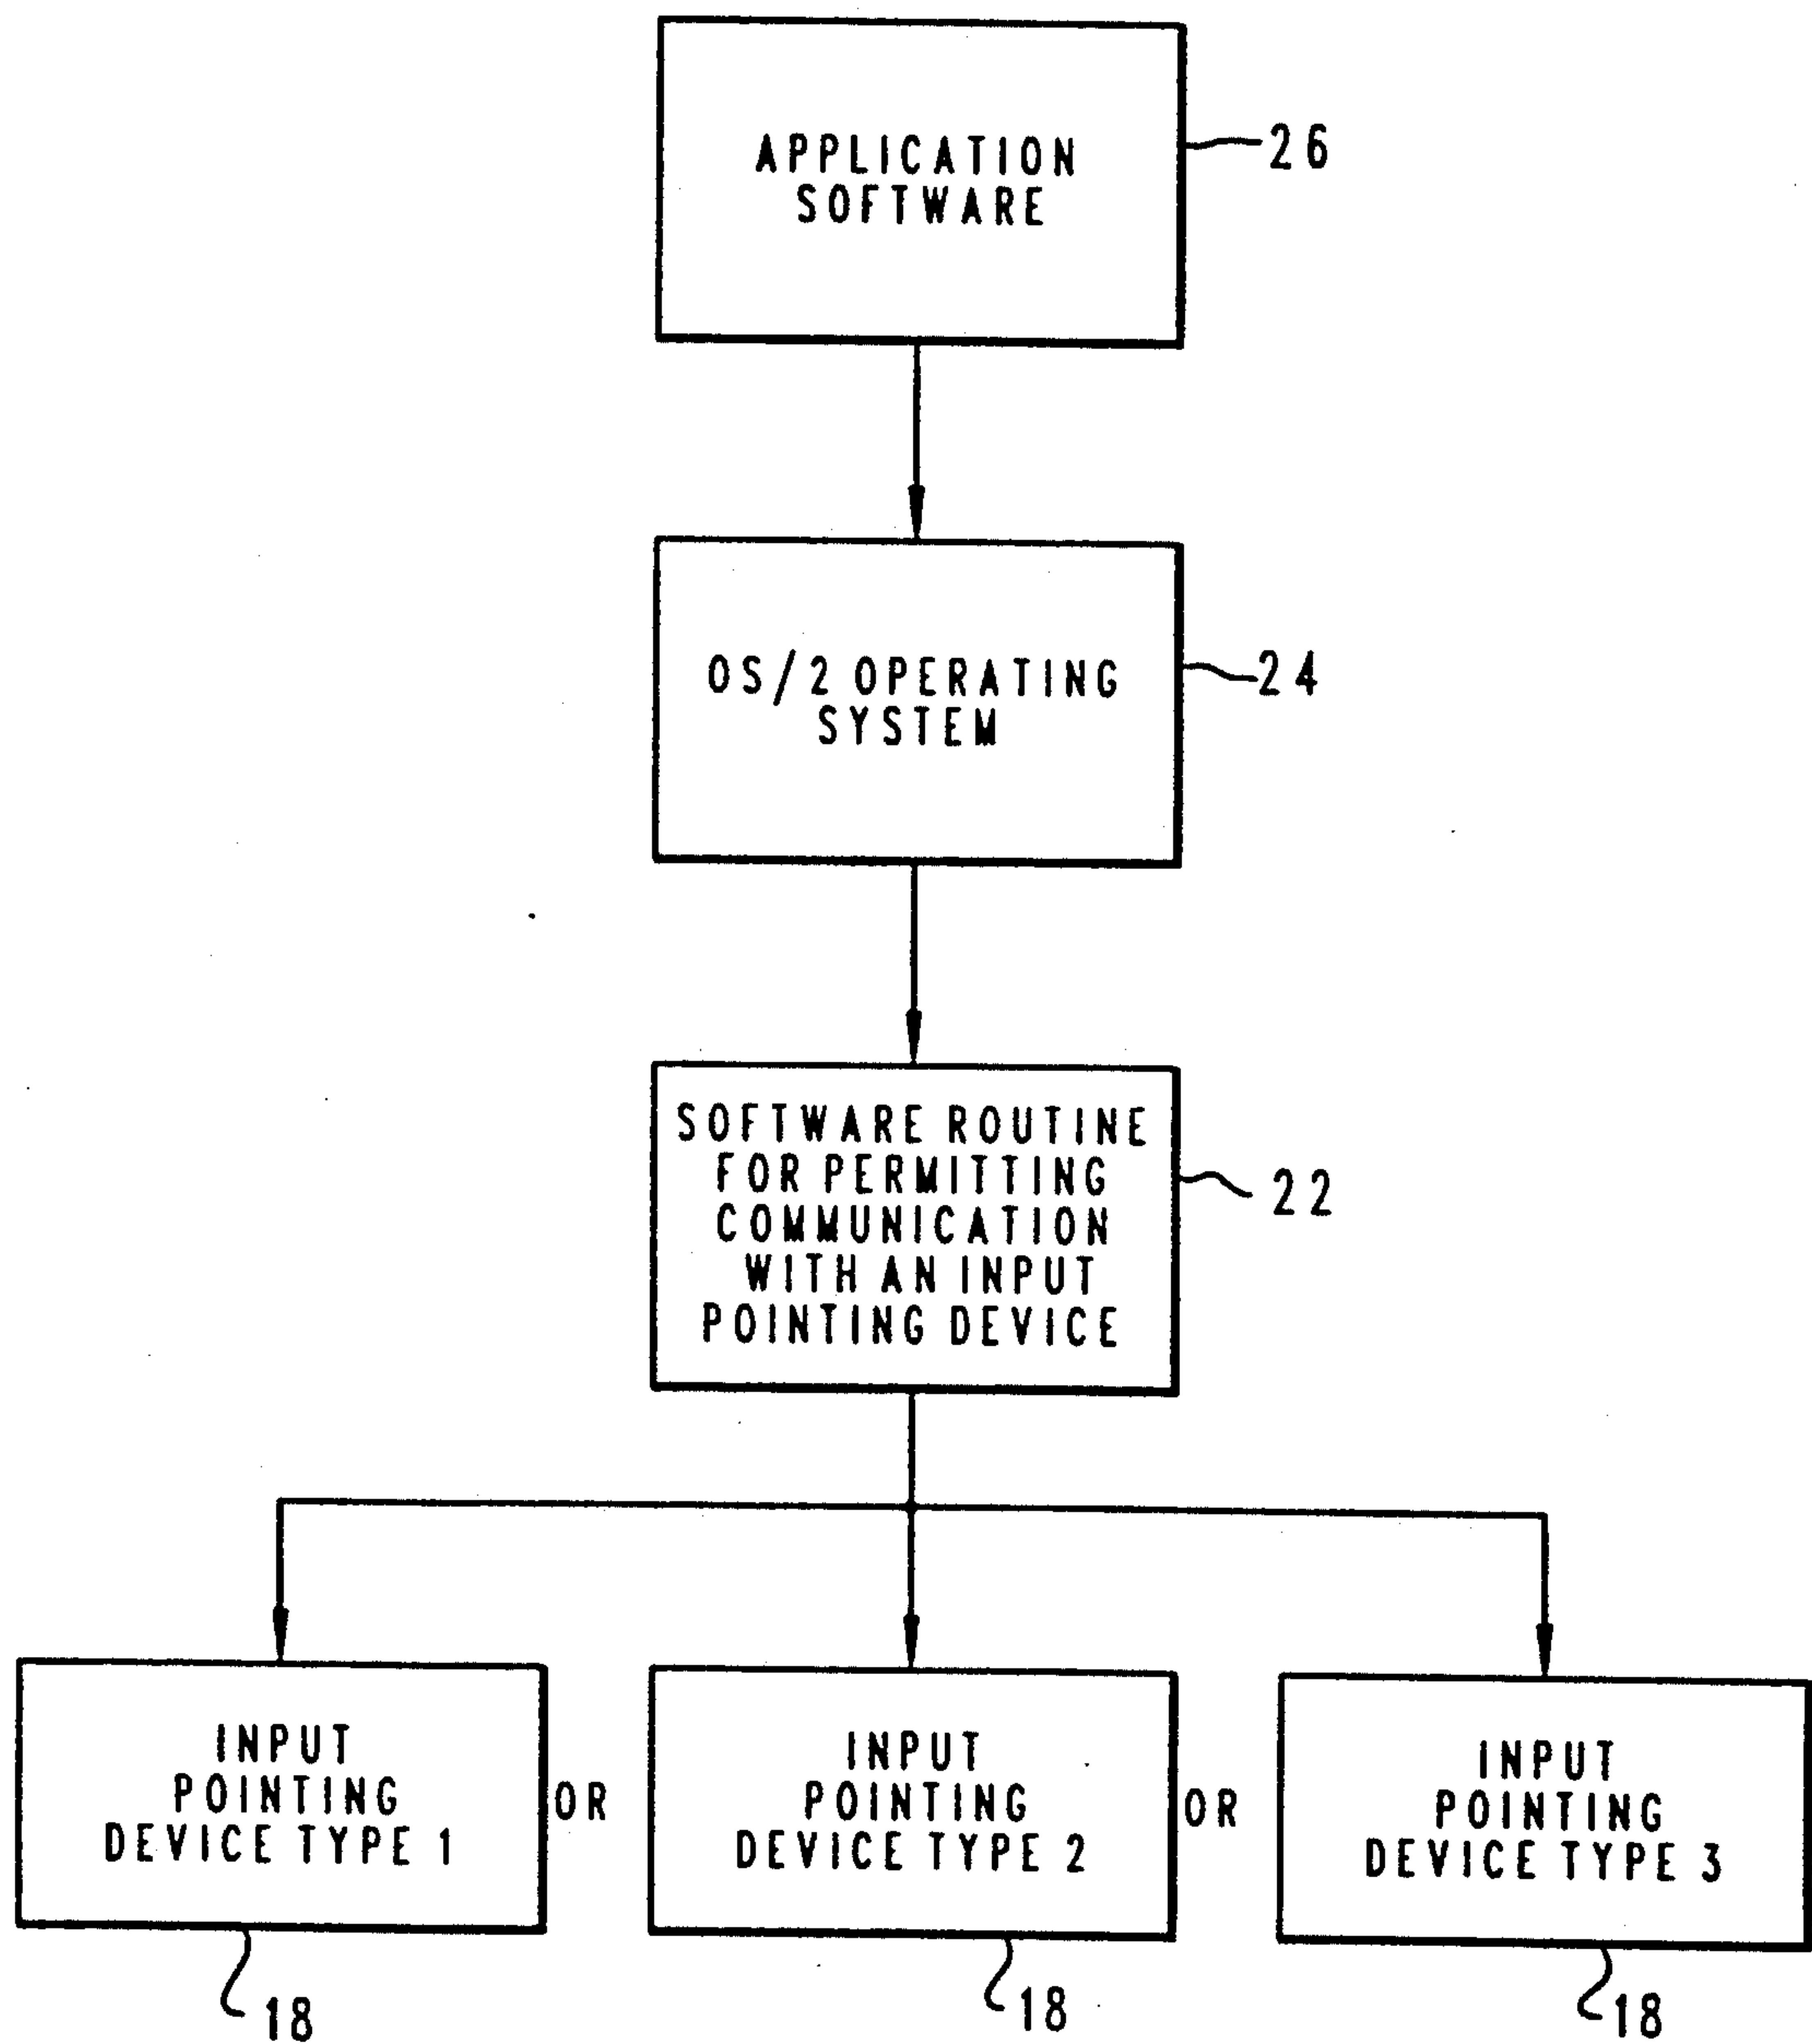 APPLICATION
SOFTWARE
26
OS/2 OPERATING
SYSTEM
24
SOFTWARE ROUTINE
FOR PERMITTING
COMMUNICATION
WITH AN INPUT
POINTING DEVICE
22
INPUT
POINTING
DEVICE TYPE 1
OR
INPUT
POINTING
DEVICE TYPE 2
OR
INPUT
POINTING
DEVICE TYPE 3
18
18
18